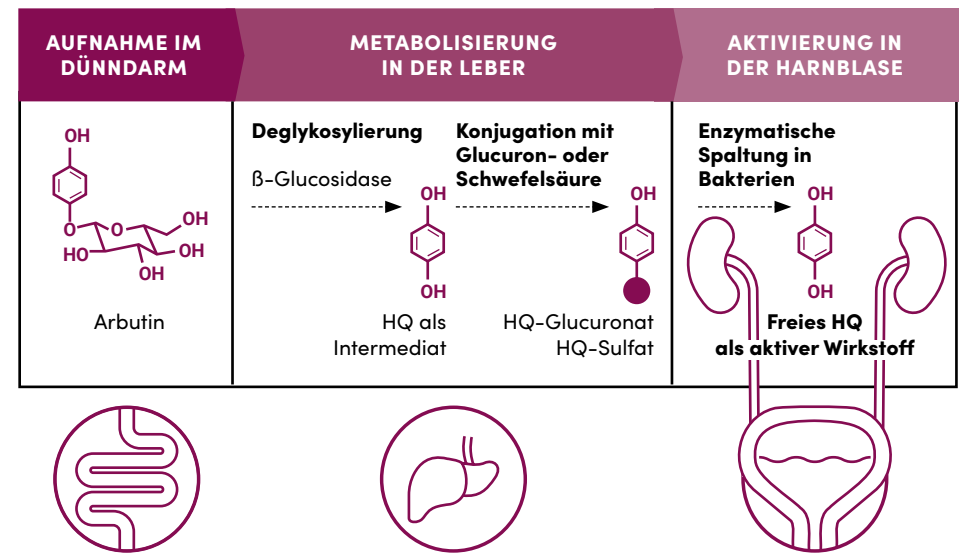 AUFNAHME IM
DÜNNDARM
METABOLISIERUNG
IN DER LEBER
AKTIVIERUNG IN
DER HARNBLASE
OH
O
O
OH
HO
OH
OH
Arbutin
Deglykosylierung
ß-Glucosidase
OH
OH
HQ als
Intermediat
Konjugation mit
Glucuron- oder
Schwefelsäure
OH
HQ-Glucuronat
HQ-Sulfat
Enzymatische
Spaltung in
Bakterien
OH
OH
Freies HQ
als aktiver Wirkstoff